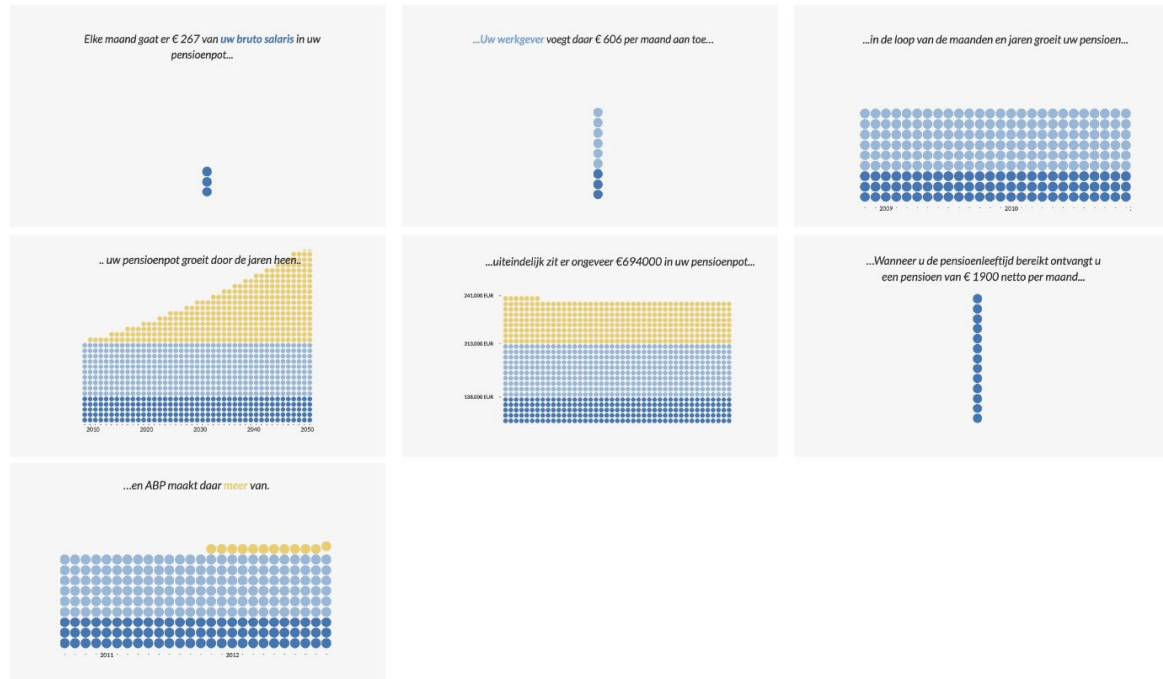 Elke maand gaat er € 267 van uw bruto salaris in uw
pensioenpot...
...Uw werkgever voegt daar € 606 per maand aan toe...
...in de loop van de maanden en jaren groeit uw pensioen...
2009
2010
.. uw pensioenpot groeit door de jaren heen..
2010
2020
2030
2040
2050
...uiteindelijk zit er ongeveer €694000 in uw pensioenpot...
241,000 EUR
313,000 EUR
138,000 EUR
...Wanneer u de pensioenleeftijd bereikt ontvangt u
een pensioen van € 1900 netto per maand...
...en ABP maakt daar meer van.
2011
2012